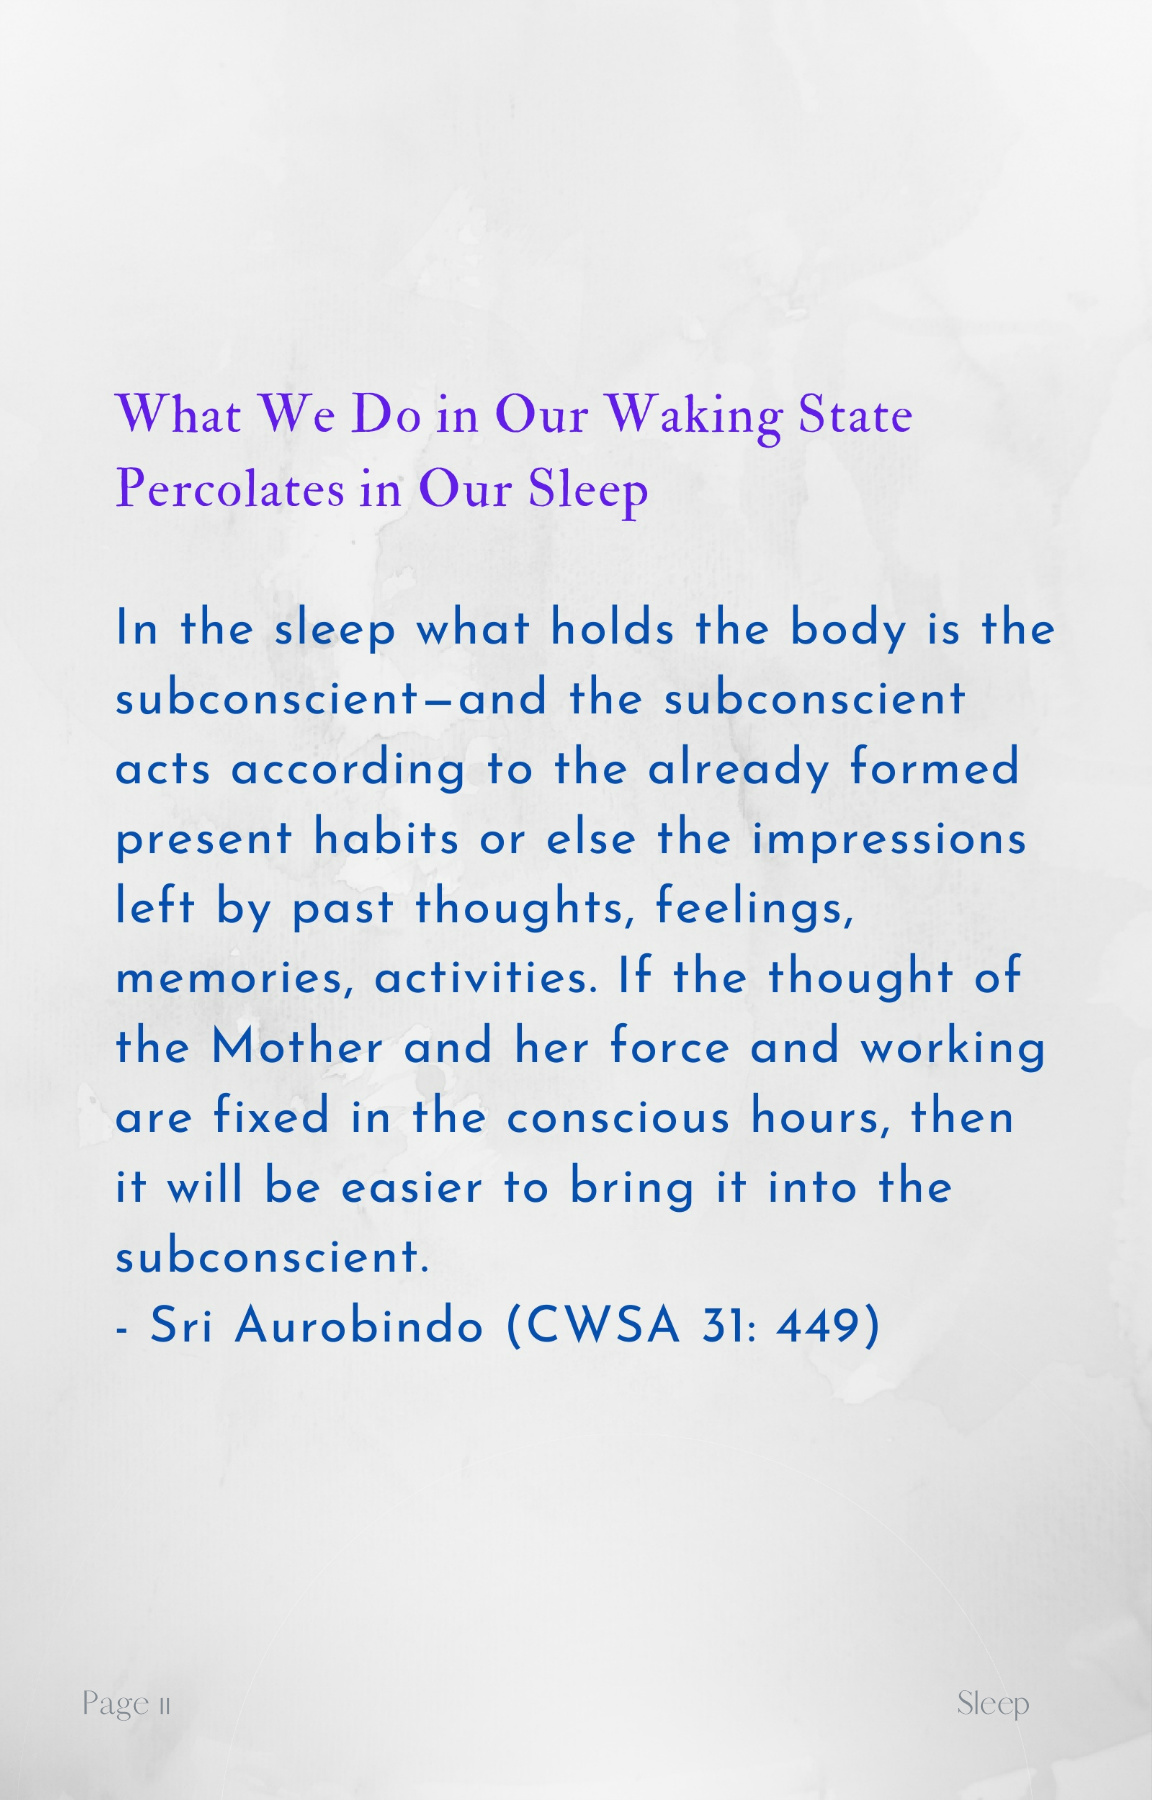 What We Do in Our Waking State
Percolates in Our Sleep
In the sleep what holds the body is the
subconscient—and the subconscient
acts according to the already formed
present habits or else the impressions
left by past thoughts, feelings,
memories, activities. If the thought of
the Mother and her force and working
are fixed in the conscious hours, then
it will be easier to bring it into the
subconscient.
- Sri Aurobindo (CWSA 31: 449)
Page 11
Sleep